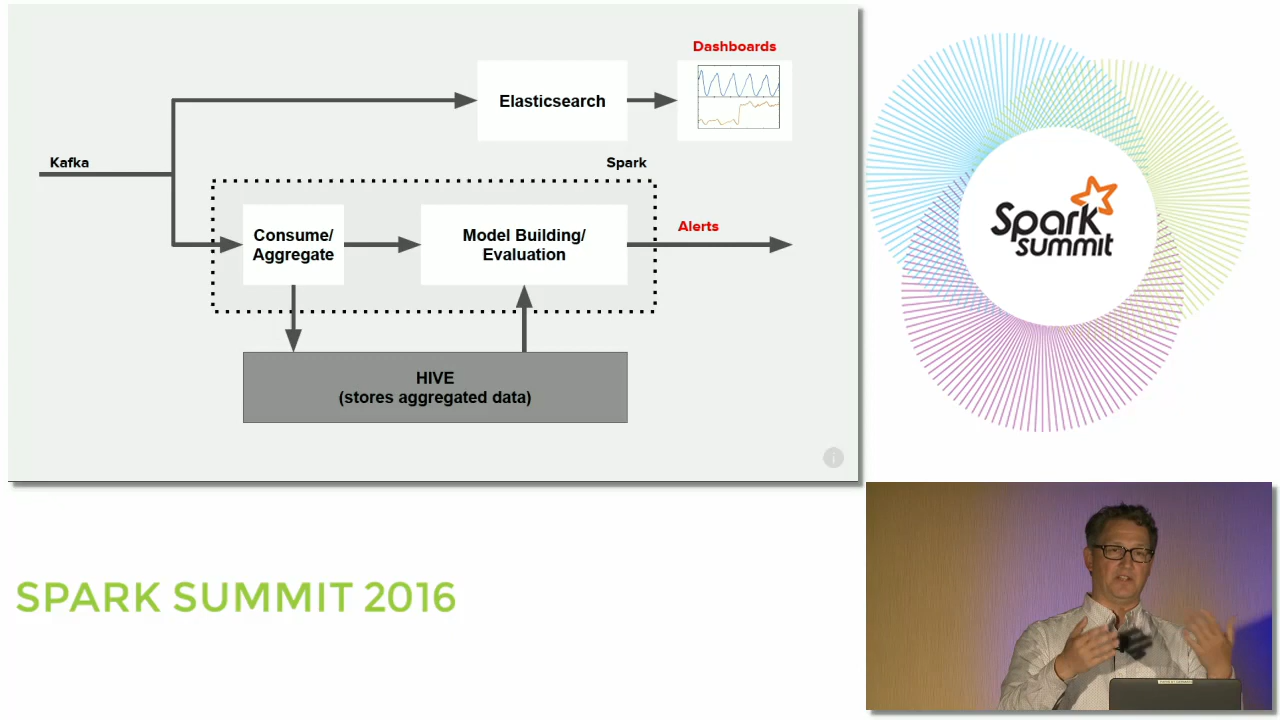 Dashboards
Elasticsearch
Kafka
Spark
Consume/
Aggregate
Model Building/
Evaluation
Alerts
HIVE
(stores aggregated data)
i
Spark
summit
SPARK SUMMIT 2016